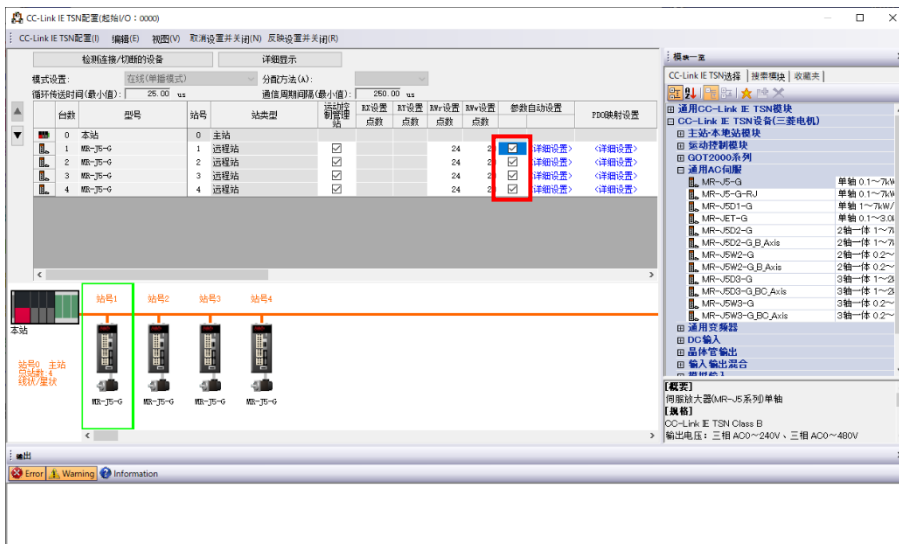 CC-Link IE TSN配置(起始I/O：0000)
CC-Link IE TSN配置(I) 编辑(E) 视图(V) 取消设置并关闭(N) 反映设置并关闭(R)
检测连接/切断的设备 详细显示
模式设置: 在线(单播模式) 分配方法(A):
循环传送时间(最小值): 25.00 us 通信周期间隔(最小值): 250.00 us
台数 型号 站号 站类型 运动控制管理站 RX设置 RY设置 RWr设置 RWw设置 参数自动设置 PDO映射设置
点数 点数 点数 点数
0 本站 0 主站
1 MR-J5-G 1 远程站 24 2 详细设置> <详细设置>
2 MR-J5-G 2 远程站 24 2 详细设置> <详细设置>
3 MR-J5-G 3 远程站 24 2 详细设置> <详细设置>
4 MR-J5-G 4 远程站 24 2 详细设置> <详细设置>
站号1 站号2 站号3 站号4
本站
站号0 主站
总站数:4
线状/星状
MR-J5-G MR-J5-G MR-J5-G MR-J5-G
模块一览
CC-Link IE TSN选择 搜索模块 收藏夹
通用CC-Link IE TSN模块
CC-Link IE TSN设备(三菱电机)
主站·本地站模块
运动控制模块
GOT2000系列
通用AC伺服
MR-J5-G 单轴 0.1～7kW
MR-J5-G-RJ 单轴 0.1～7kW
MR-J5D1-G 单轴 1～7kW/
MR-JET-G 单轴 0.1～3.0k
MR-J5D2-G 2轴一体 1～7k
MR-J5D2-G_B_Axis 2轴一体 1～7k
MR-J5W2-G 2轴一体 0.2～
MR-J5W2-G_B_Axis 2轴一体 0.2～
MR-J5D3-G 3轴一体 1～2k
MR-J5D3-G_BC_Axis 3轴一体 1～2k
MR-J5W3-G 3轴一体 0.2～
MR-J5W3-G_BC_Axis 3轴一体 0.2～
通用变频器
DC输入
晶体管输出
输入输出混合
模拟输入
[概要]
伺服放大器(MR-J5系列)单轴
[规格]
CC-Link IE TSN Class B
输出电压：三相 AC0～240V、三相 AC0～480V
输出
Error Warning Information